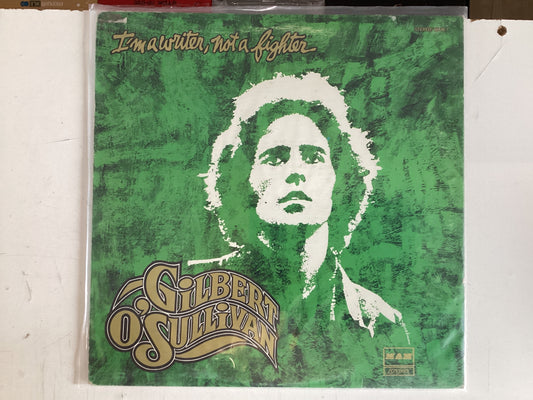 I'm a writer, not a fighter
GILBERT
O'SULLIVAN
MAM